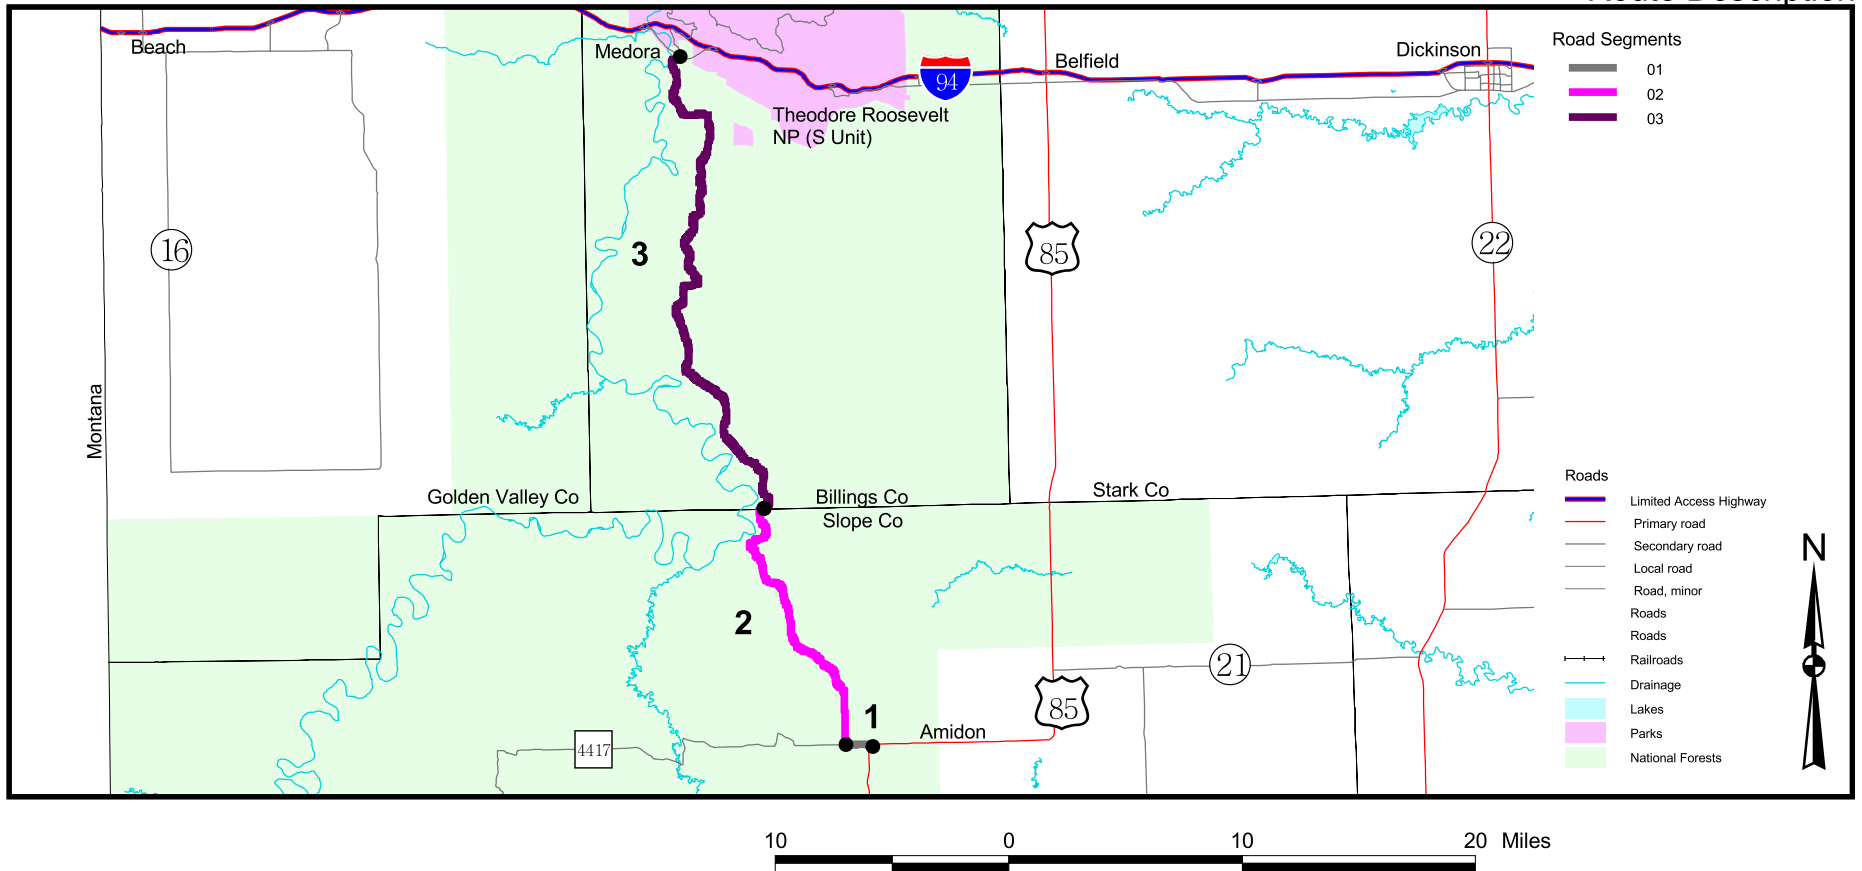 Route Description
Beach
Medora
94
Belfield
Dickinson
Theodore Roosevelt
NP (S Unit)
16
3
85
22
Montana
Golden Valley Co
Billings Co
Stark Co
Slope Co
2
21
85
1
Amidon
4417
Road Segments
01
02
03
Roads
Limited Access Highway
Primary road
Secondary road
Local road
Road, minor
Roads
Roads
Railroads
Drainage
Lakes
Parks
National Forests
N
10 0 10 20 Miles